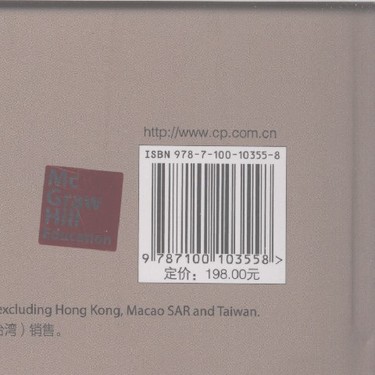 http://www.cp.com.cn
ISBN 978-7-100-10355-8
Mc
Graw
Hill
Education
9 787100 103558 >
定价：198.00元
excluding Hong Kong, Macao SAR and Taiwan.
台湾）销售。